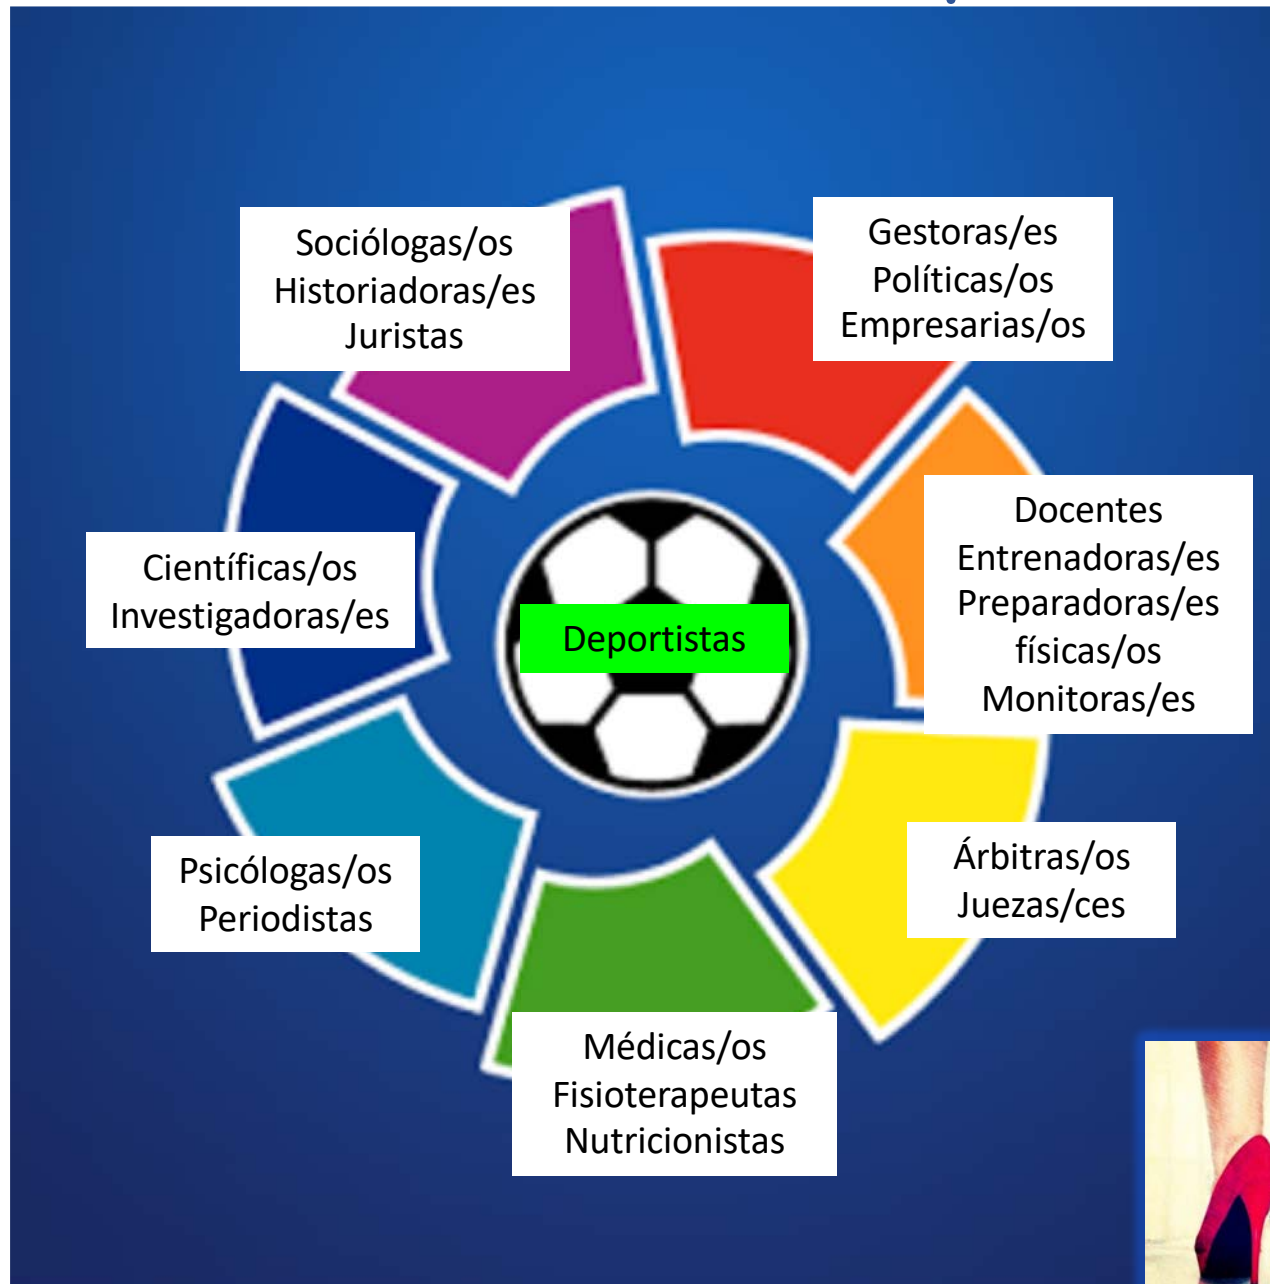 Sociólogas/os
Historiadoras/es
Juristas
Gestoras/es
Políticas/os
Empresarias/os
Docentes
Entrenadoras/es
Preparadoras/es
físicas/os
Monitoras/es
Científicas/os
Investigadoras/es
Deportistas
Psicólogas/os
Periodistas
Árbitras/os
Juezas/ces
Médicas/os
Fisioterapeutas
Nutricionistas